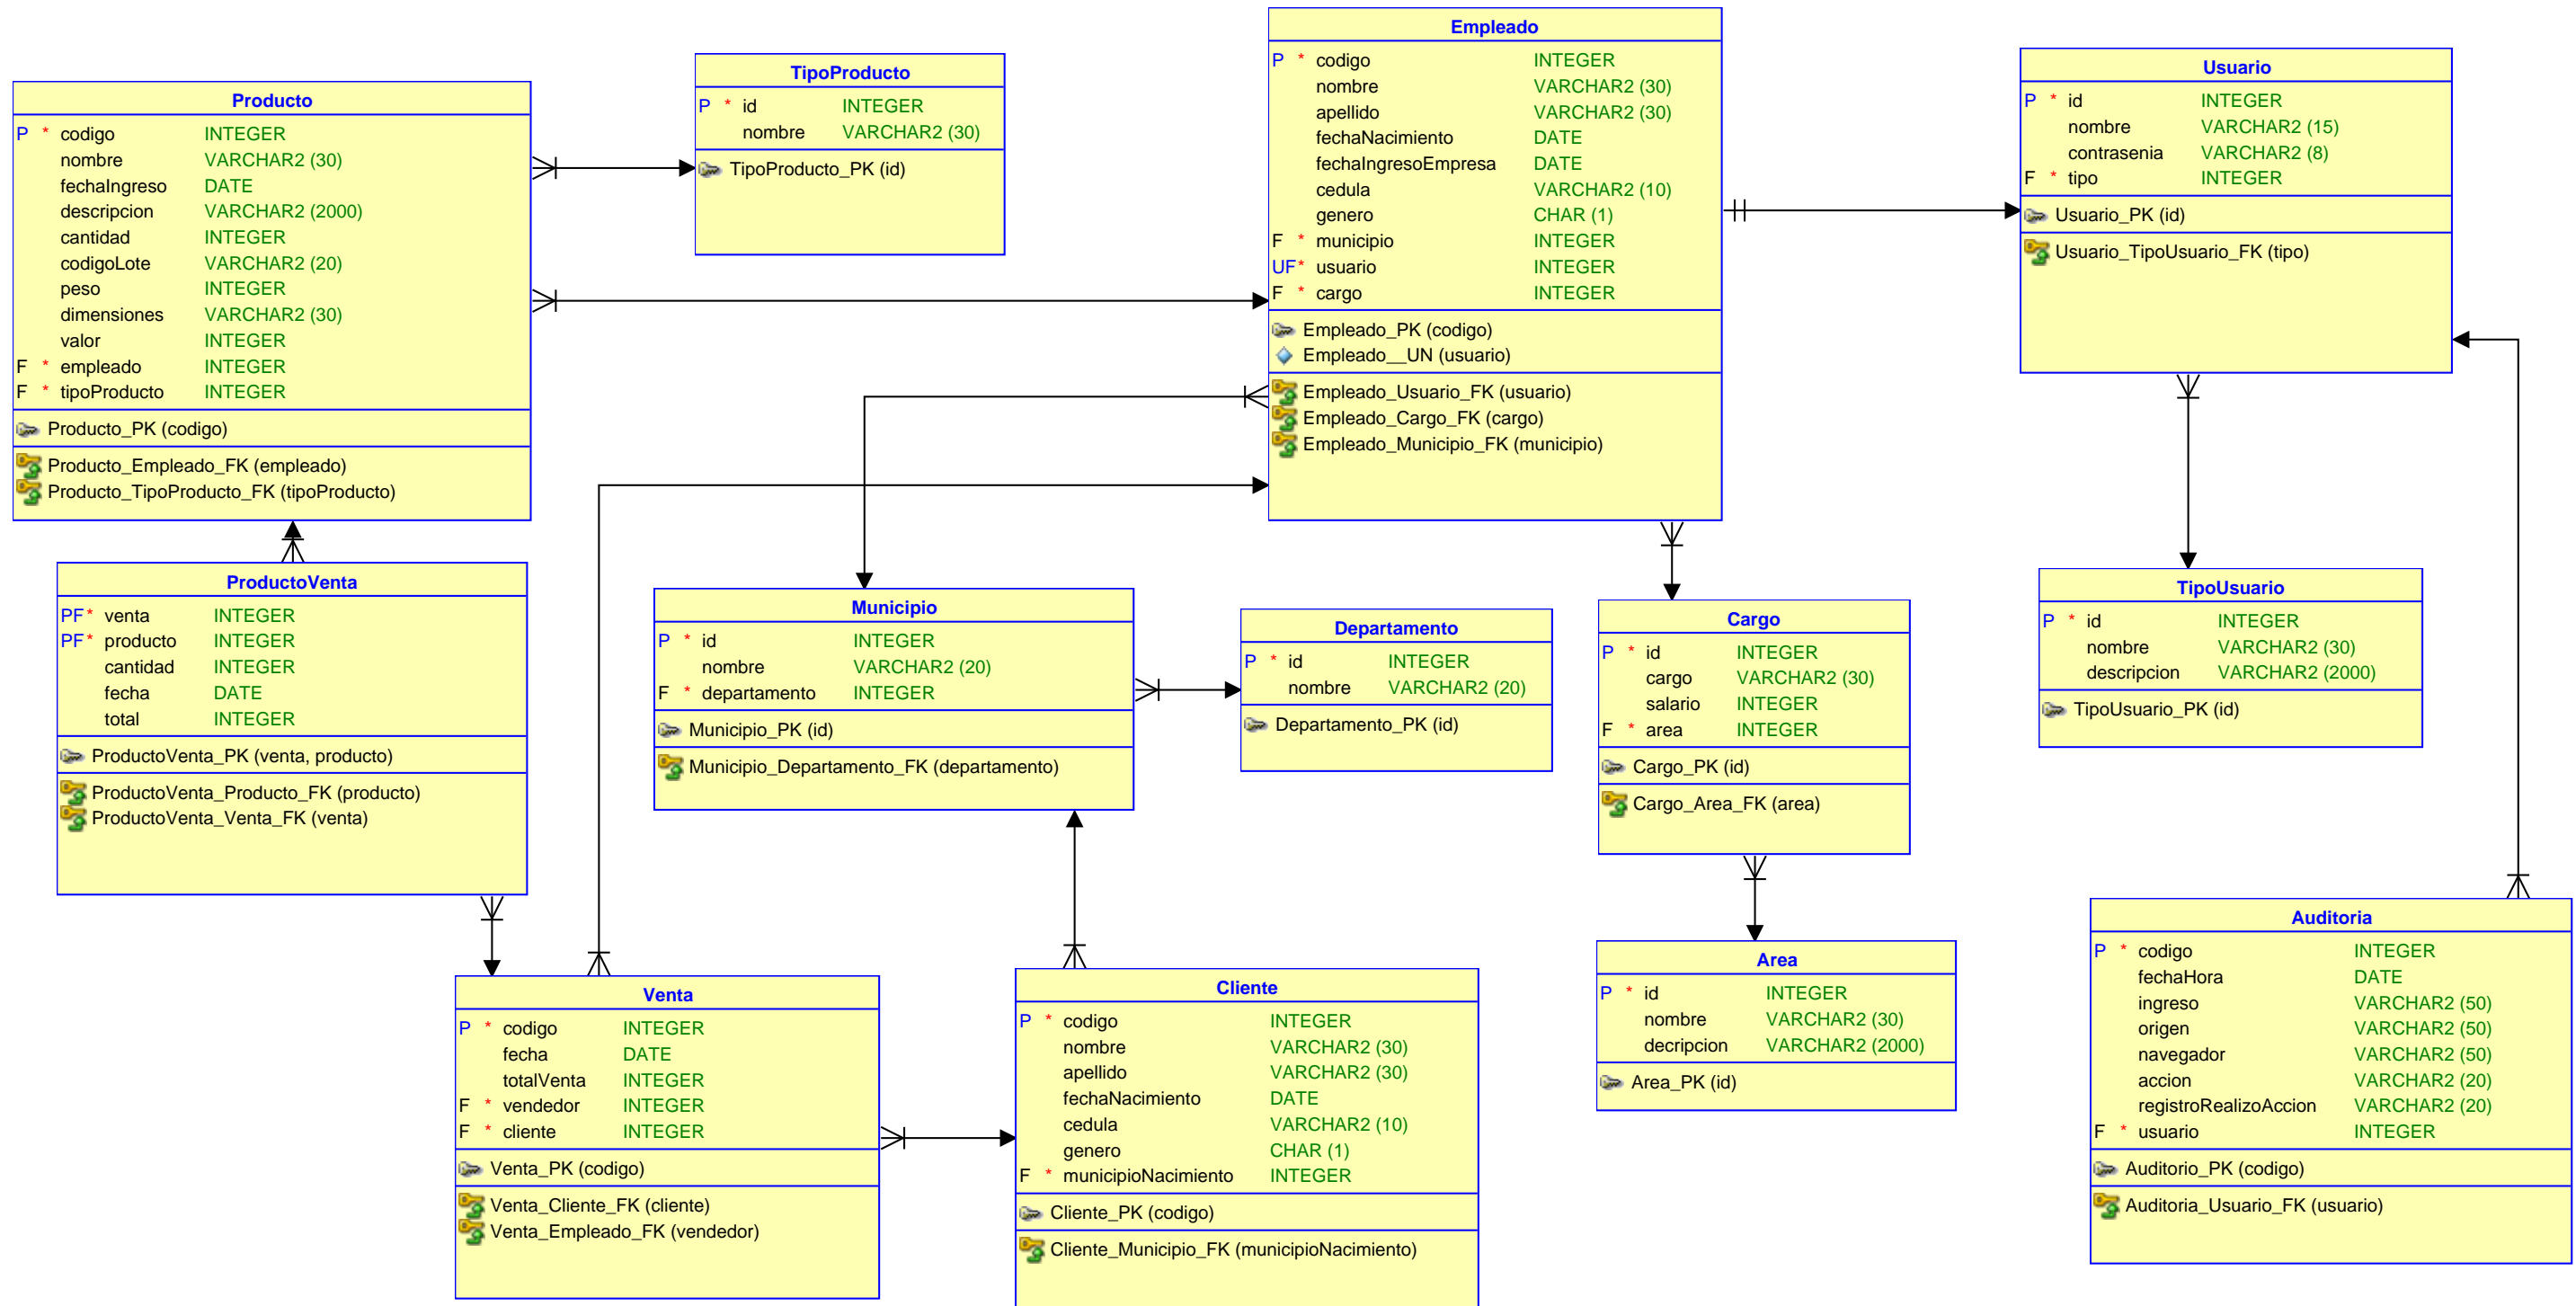 Producto
P * codigo INTEGER
nombre VARCHAR2 (30)
fechaIngreso DATE
descripcion VARCHAR2 (2000)
cantidad INTEGER
codigoLote VARCHAR2 (20)
peso INTEGER
dimensiones VARCHAR2 (30)
valor INTEGER
F * empleado INTEGER
F * tipoProducto INTEGER
Producto_PK (codigo)
Producto_Empleado_FK (empleado)
Producto_TipoProducto_FK (tipoProducto)
TipoProducto
P * id INTEGER
nombre VARCHAR2 (30)
TipoProducto_PK (id)
Empleado
P * codigo INTEGER
nombre VARCHAR2 (30)
apellido VARCHAR2 (30)
fechaNacimiento DATE
fechaIngresoEmpresa DATE
cedula VARCHAR2 (10)
genero CHAR (1)
F * municipio INTEGER
UF * usuario INTEGER
F * cargo INTEGER
Empleado_PK (codigo)
Empleado__UN (usuario)
Empleado_Usuario_FK (usuario)
Empleado_Cargo_FK (cargo)
Empleado_Municipio_FK (municipio)
Usuario
P * id INTEGER
nombre VARCHAR2 (15)
contrasenia VARCHAR2 (8)
F * tipo INTEGER
Usuario_PK (id)
Usuario_TipoUsuario_FK (tipo)
ProductoVenta
PF * venta INTEGER
PF * producto INTEGER
cantidad INTEGER
fecha DATE
total INTEGER
ProductoVenta_PK (venta, producto)
ProductoVenta_Producto_FK (producto)
ProductoVenta_Venta_FK (venta)
Municipio
P * id INTEGER
nombre VARCHAR2 (20)
F * departamento INTEGER
Municipio_PK (id)
Municipio_Departamento_FK (departamento)
Departamento
P * id INTEGER
nombre VARCHAR2 (20)
Departamento_PK (id)
Cargo
P * id INTEGER
cargo VARCHAR2 (30)
salario INTEGER
F * area INTEGER
Cargo_PK (id)
Cargo_Area_FK (area)
TipoUsuario
P * id INTEGER
nombre VARCHAR2 (30)
descripcion VARCHAR2 (2000)
TipoUsuario_PK (id)
Venta
P * codigo INTEGER
fecha DATE
totalVenta INTEGER
F * vendedor INTEGER
F * cliente INTEGER
Venta_PK (codigo)
Venta_Cliente_FK (cliente)
Venta_Empleado_FK (vendedor)
Cliente
P * codigo INTEGER
nombre VARCHAR2 (30)
apellido VARCHAR2 (30)
fechaNacimiento DATE
cedula VARCHAR2 (10)
genero CHAR (1)
F * municipioNacimiento INTEGER
Cliente_PK (codigo)
Cliente_Municipio_FK (municipioNacimiento)
Area
P * id INTEGER
nombre VARCHAR2 (30)
decripcion VARCHAR2 (2000)
Area_PK (id)
Auditoria
P * codigo INTEGER
fechaHora DATE
ingreso VARCHAR2 (50)
origen VARCHAR2 (50)
navegador VARCHAR2 (50)
accion VARCHAR2 (20)
registroRealizoAccion VARCHAR2 (20)
F * usuario INTEGER
Auditorio_PK (codigo)
Auditoria_Usuario_FK (usuario)